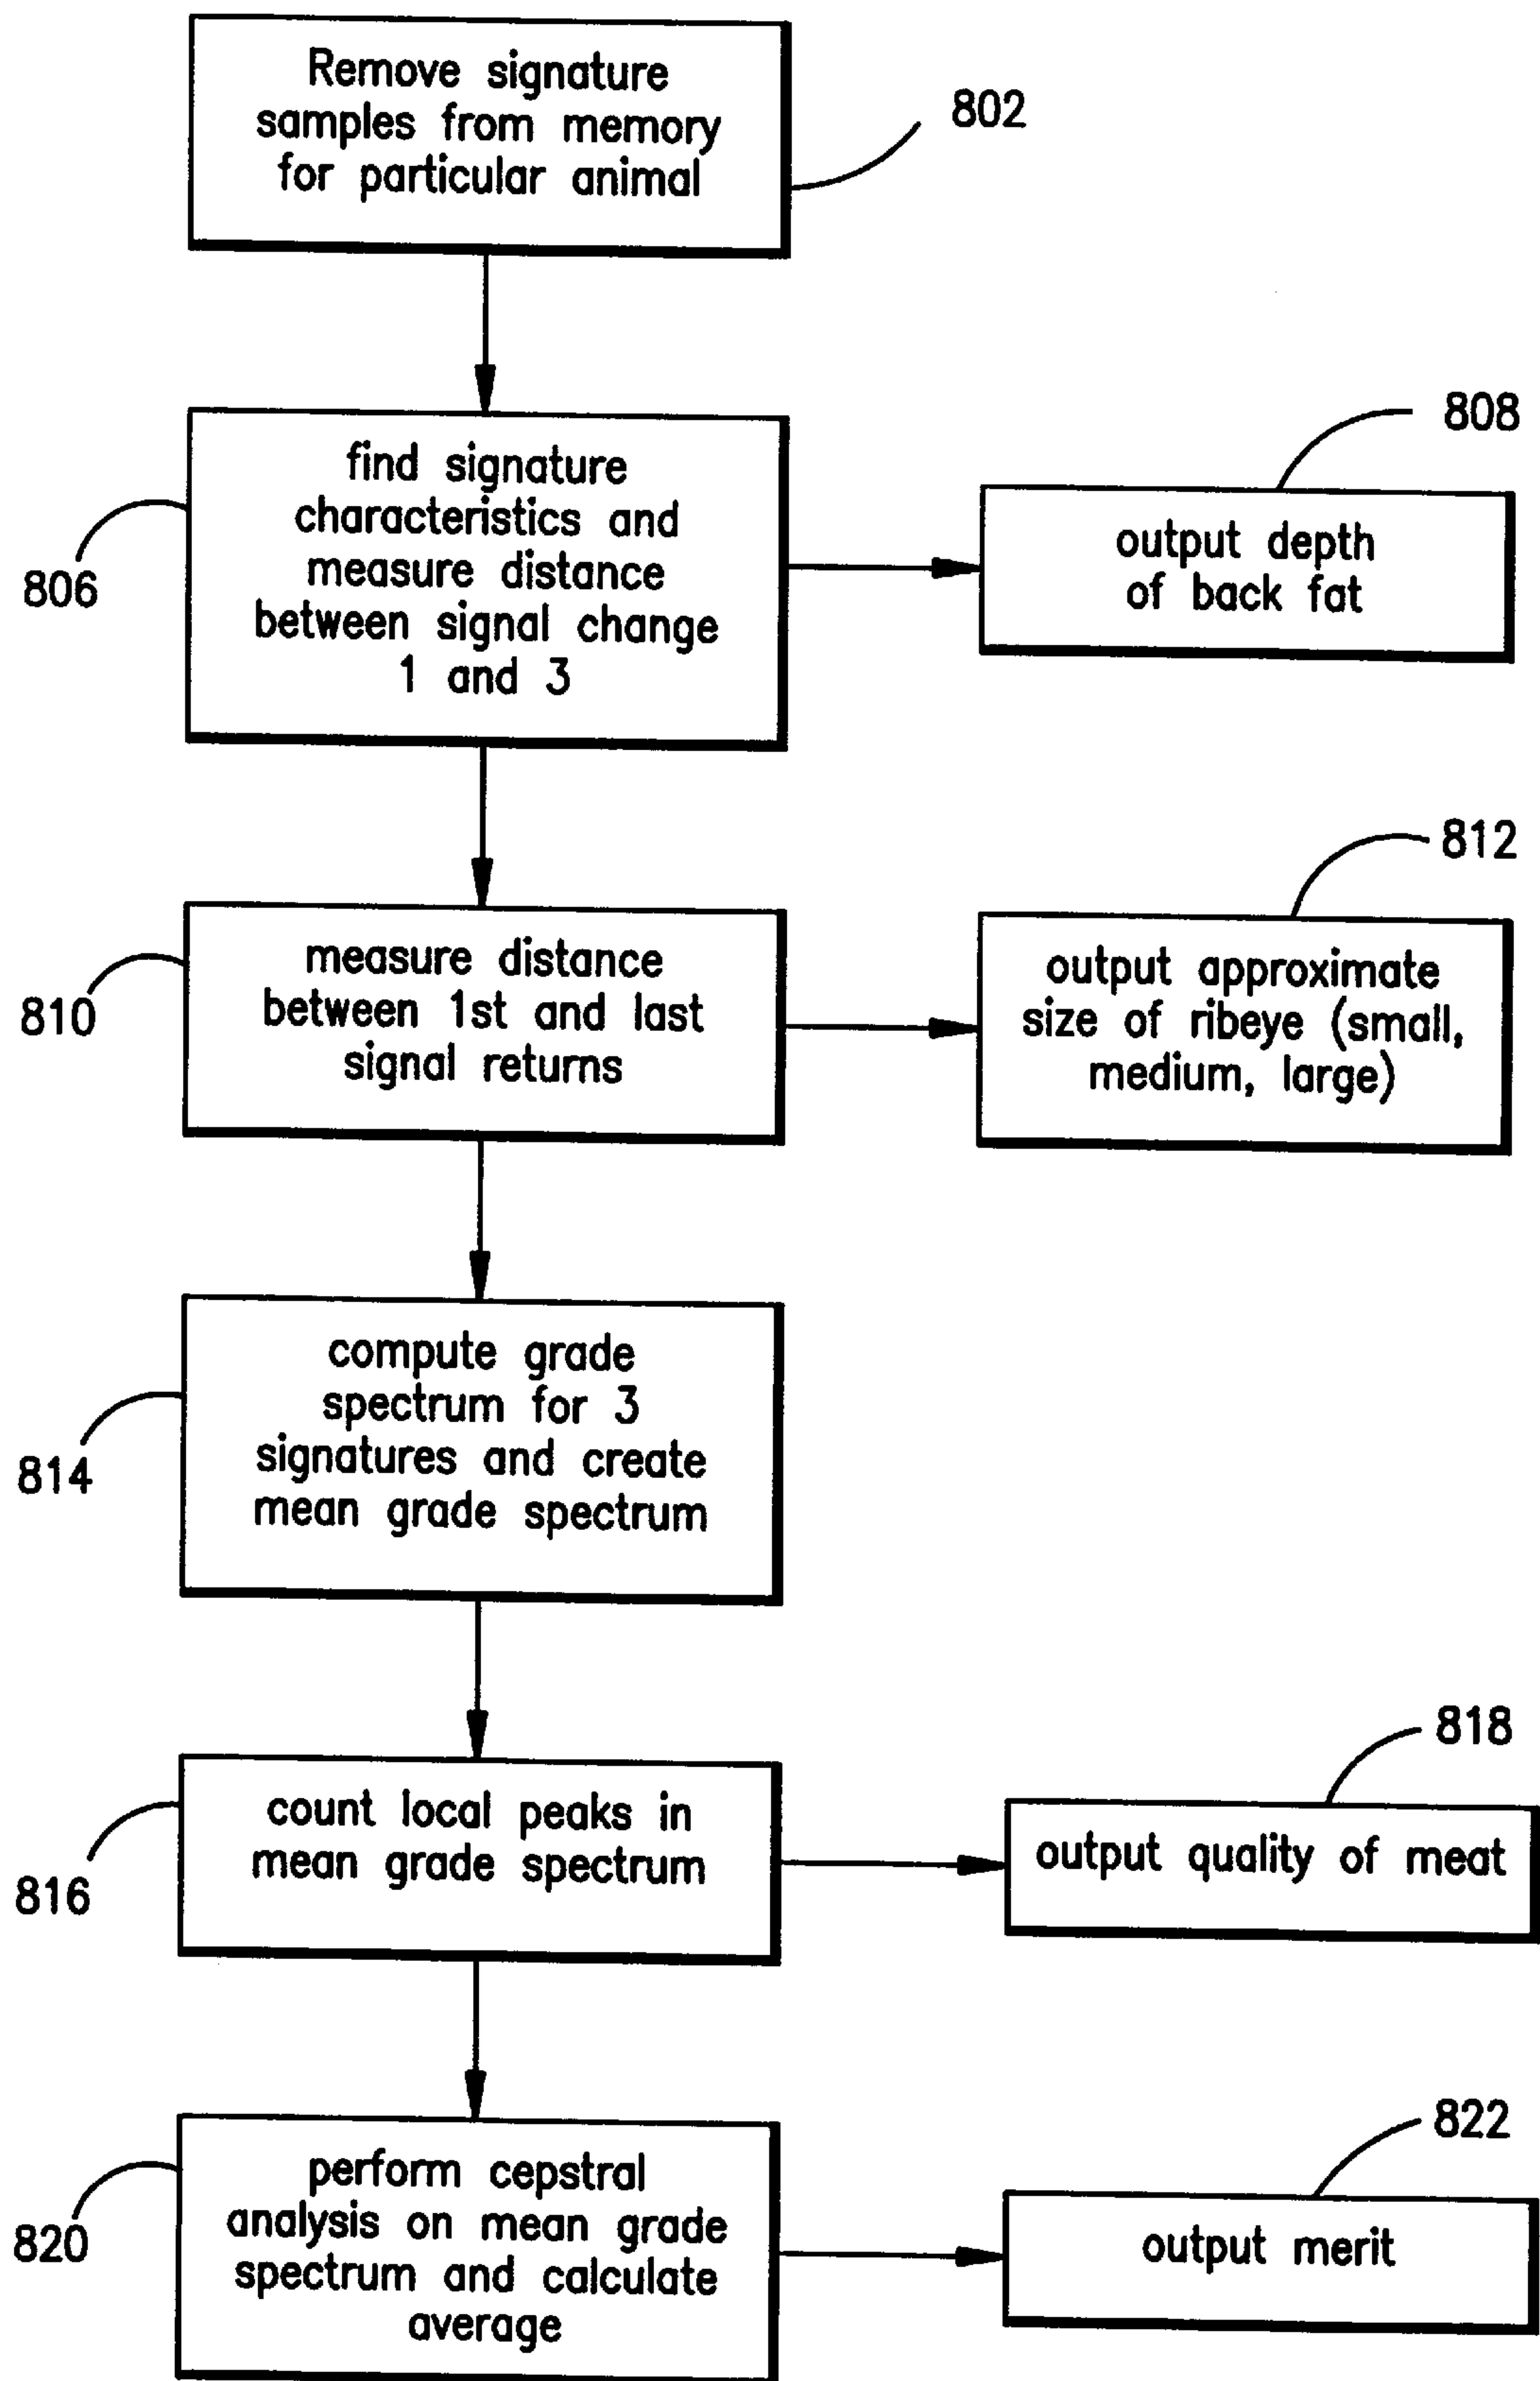 Remove signature
samples from memory
for particular animal
802
find signature
characteristics and
measure distance
between signal change
1 and 3
806
808
output depth
of back fat
measure distance
between 1st and last
signal returns
810
812
output approximate
size of ribeye (small,
medium, large)
compute grade
spectrum for 3
signatures and create
mean grade spectrum
814
count local peaks in
mean grade spectrum
816
818
output quality of meat
perform cepstral
analysis on mean grade
spectrum and calculate
average
820
822
output merit